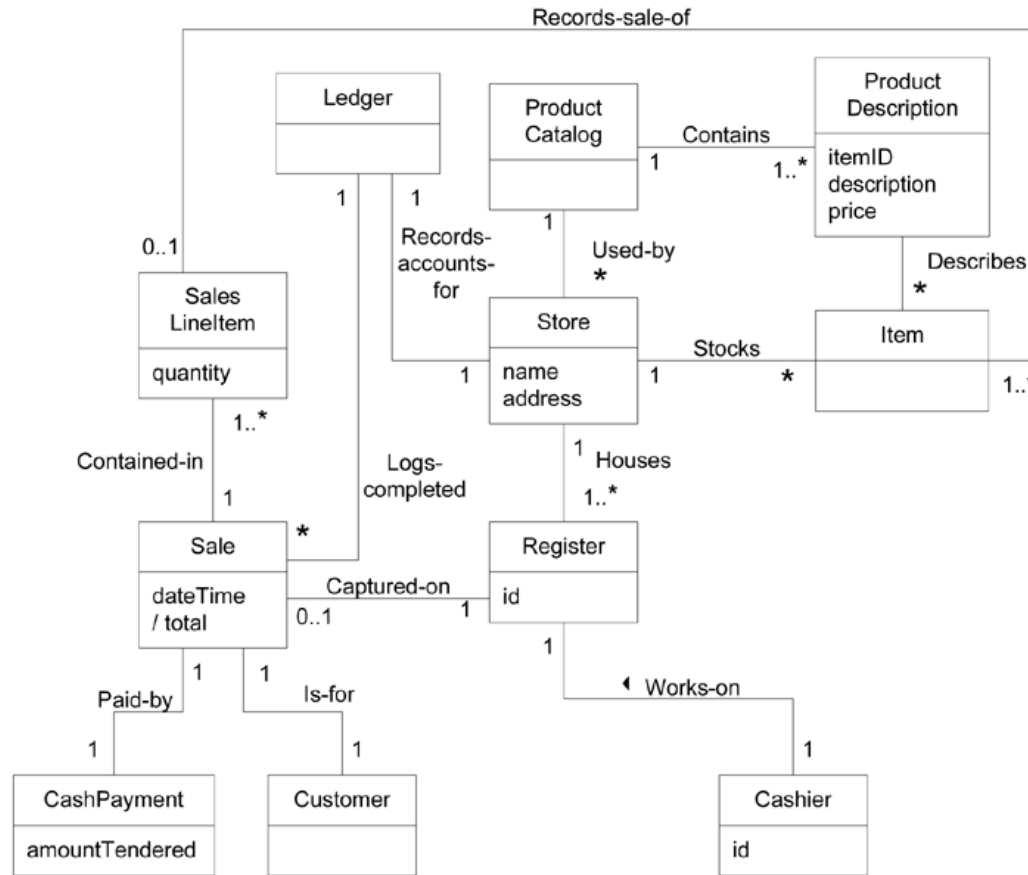 Records-sale-of
Ledger
Product
Catalog
Product
Description
itemID
description
price
Contains
1
1..*
1
1
1
Records-
accounts-
for
Used-by
*
Describes
*
0..1
Sales
LineItem
quantity
Store
name
address
Stocks
1
1
*
Item
1..*
1..*
Contained-in
1
Logs-
completed
*
1
Houses
1..*
Sale
dateTime
/ total
Captured-on
0..1
1
Register
id
1
1
1
Paid-by
Is-for
Works-on
1
1
1
CashPayment
amountTendered
Customer
Cashier
id